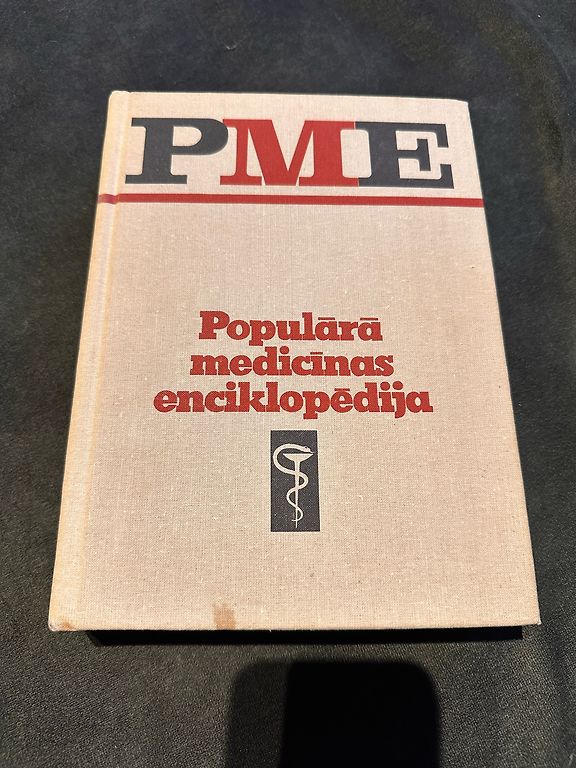 PME
Populārā
medicīnas
enciklopēdija